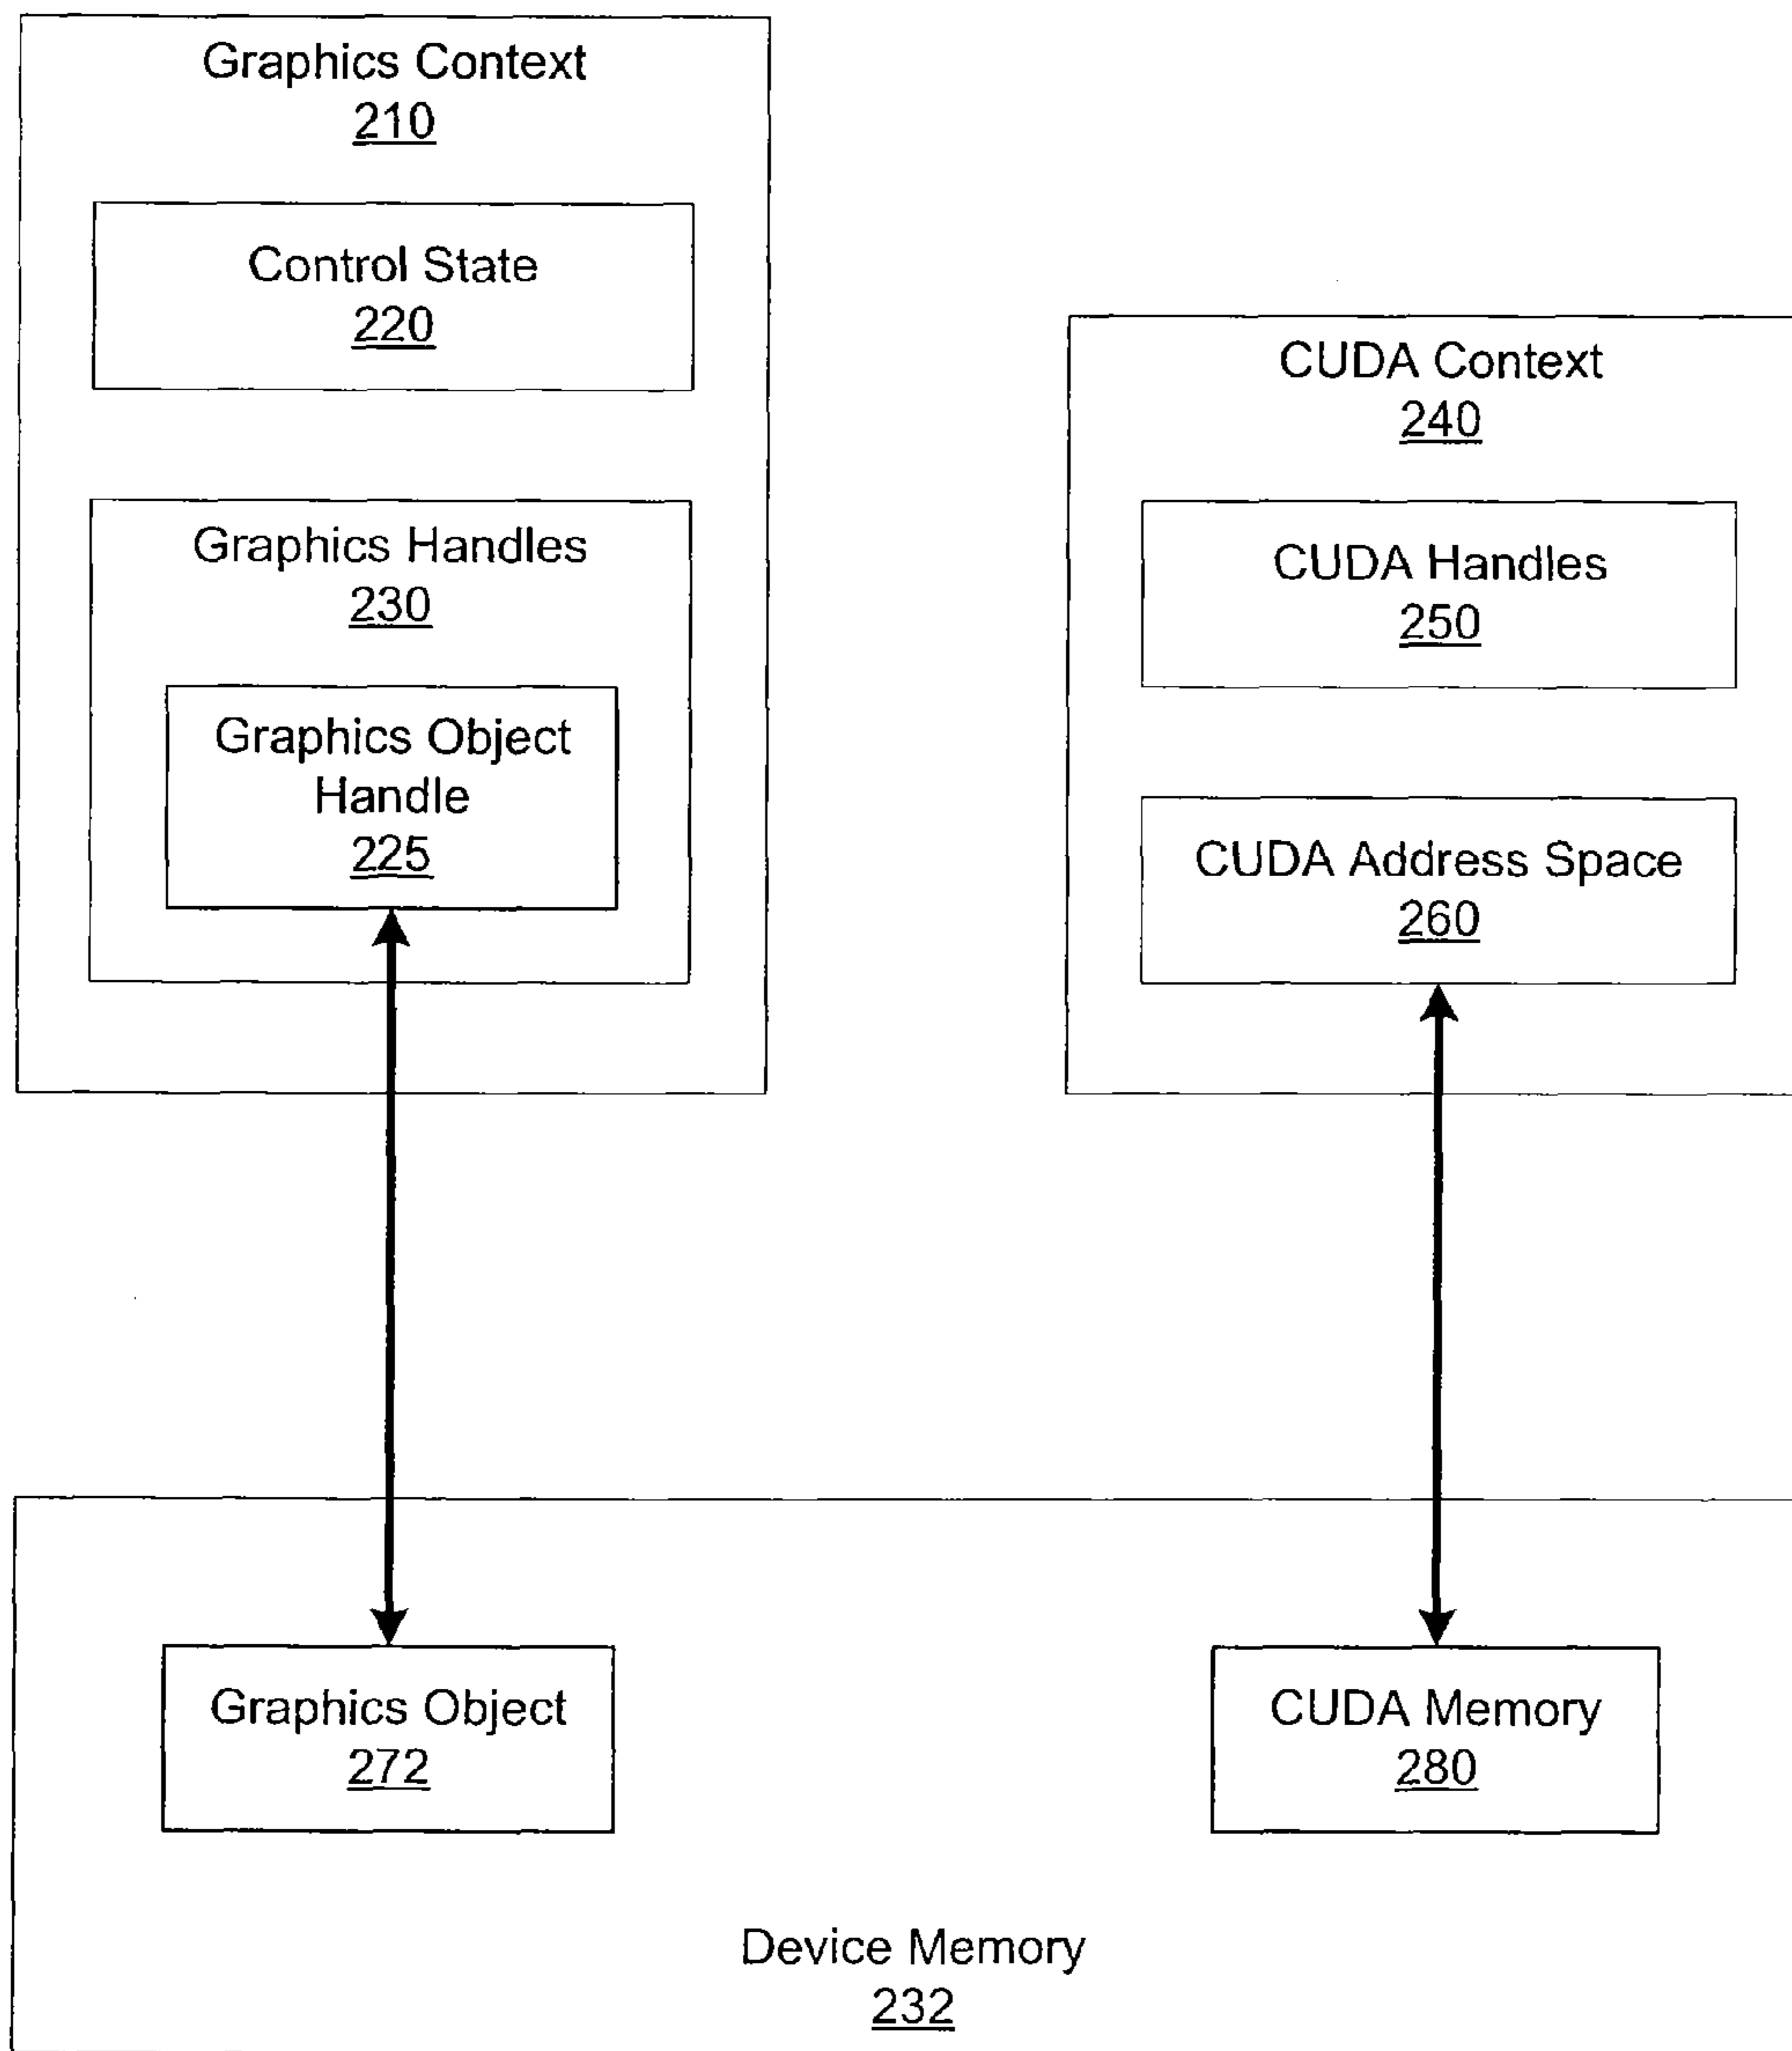 Graphics Context
210
Control State
220
Graphics Handles
230
Graphics Object
Handle
225
CUDA Context
240
CUDA Handles
250
CUDA Address Space
260
Graphics Object
272
CUDA Memory
280
Device Memory
232